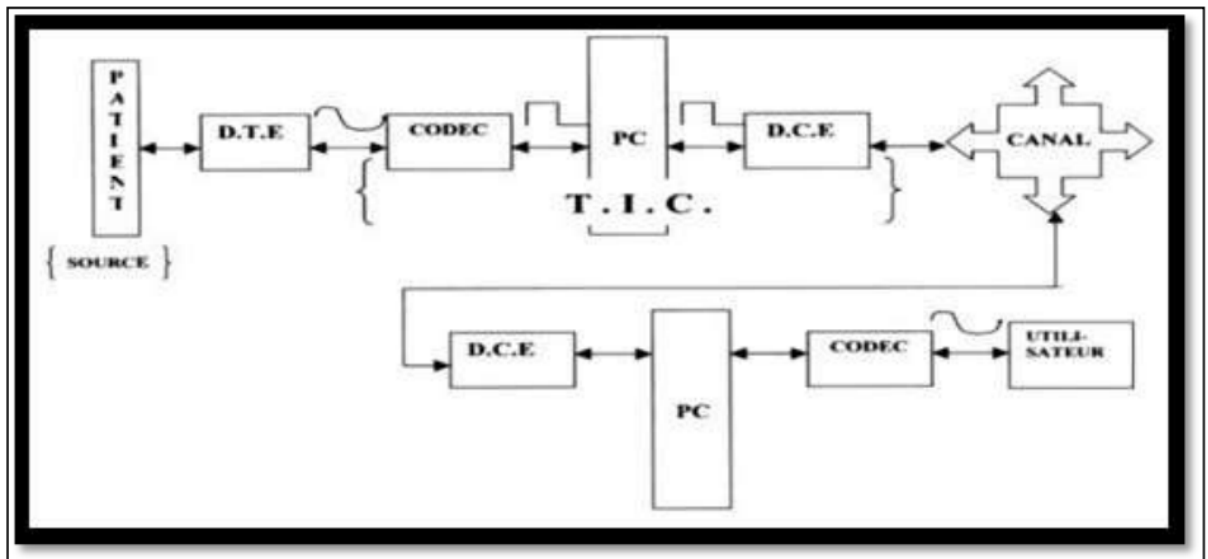 PATIENT
D.T.E
CODEC
PC
D.C.E
CANAL
T.I.C.
{ SOURCE }
D.C.E
PC
CODEC
UTILI-
SATEUR